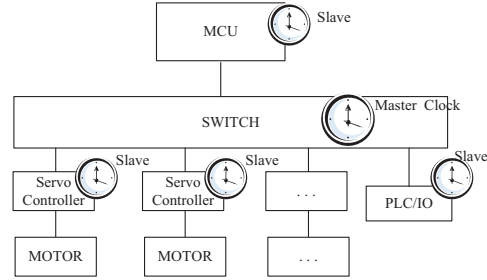 MCU
Slave
Master Clock
SWITCH
Slave
Slave
Slave
Servo
Controller
Servo
Controller
. . .
PLC/IO
MOTOR
MOTOR
. . .